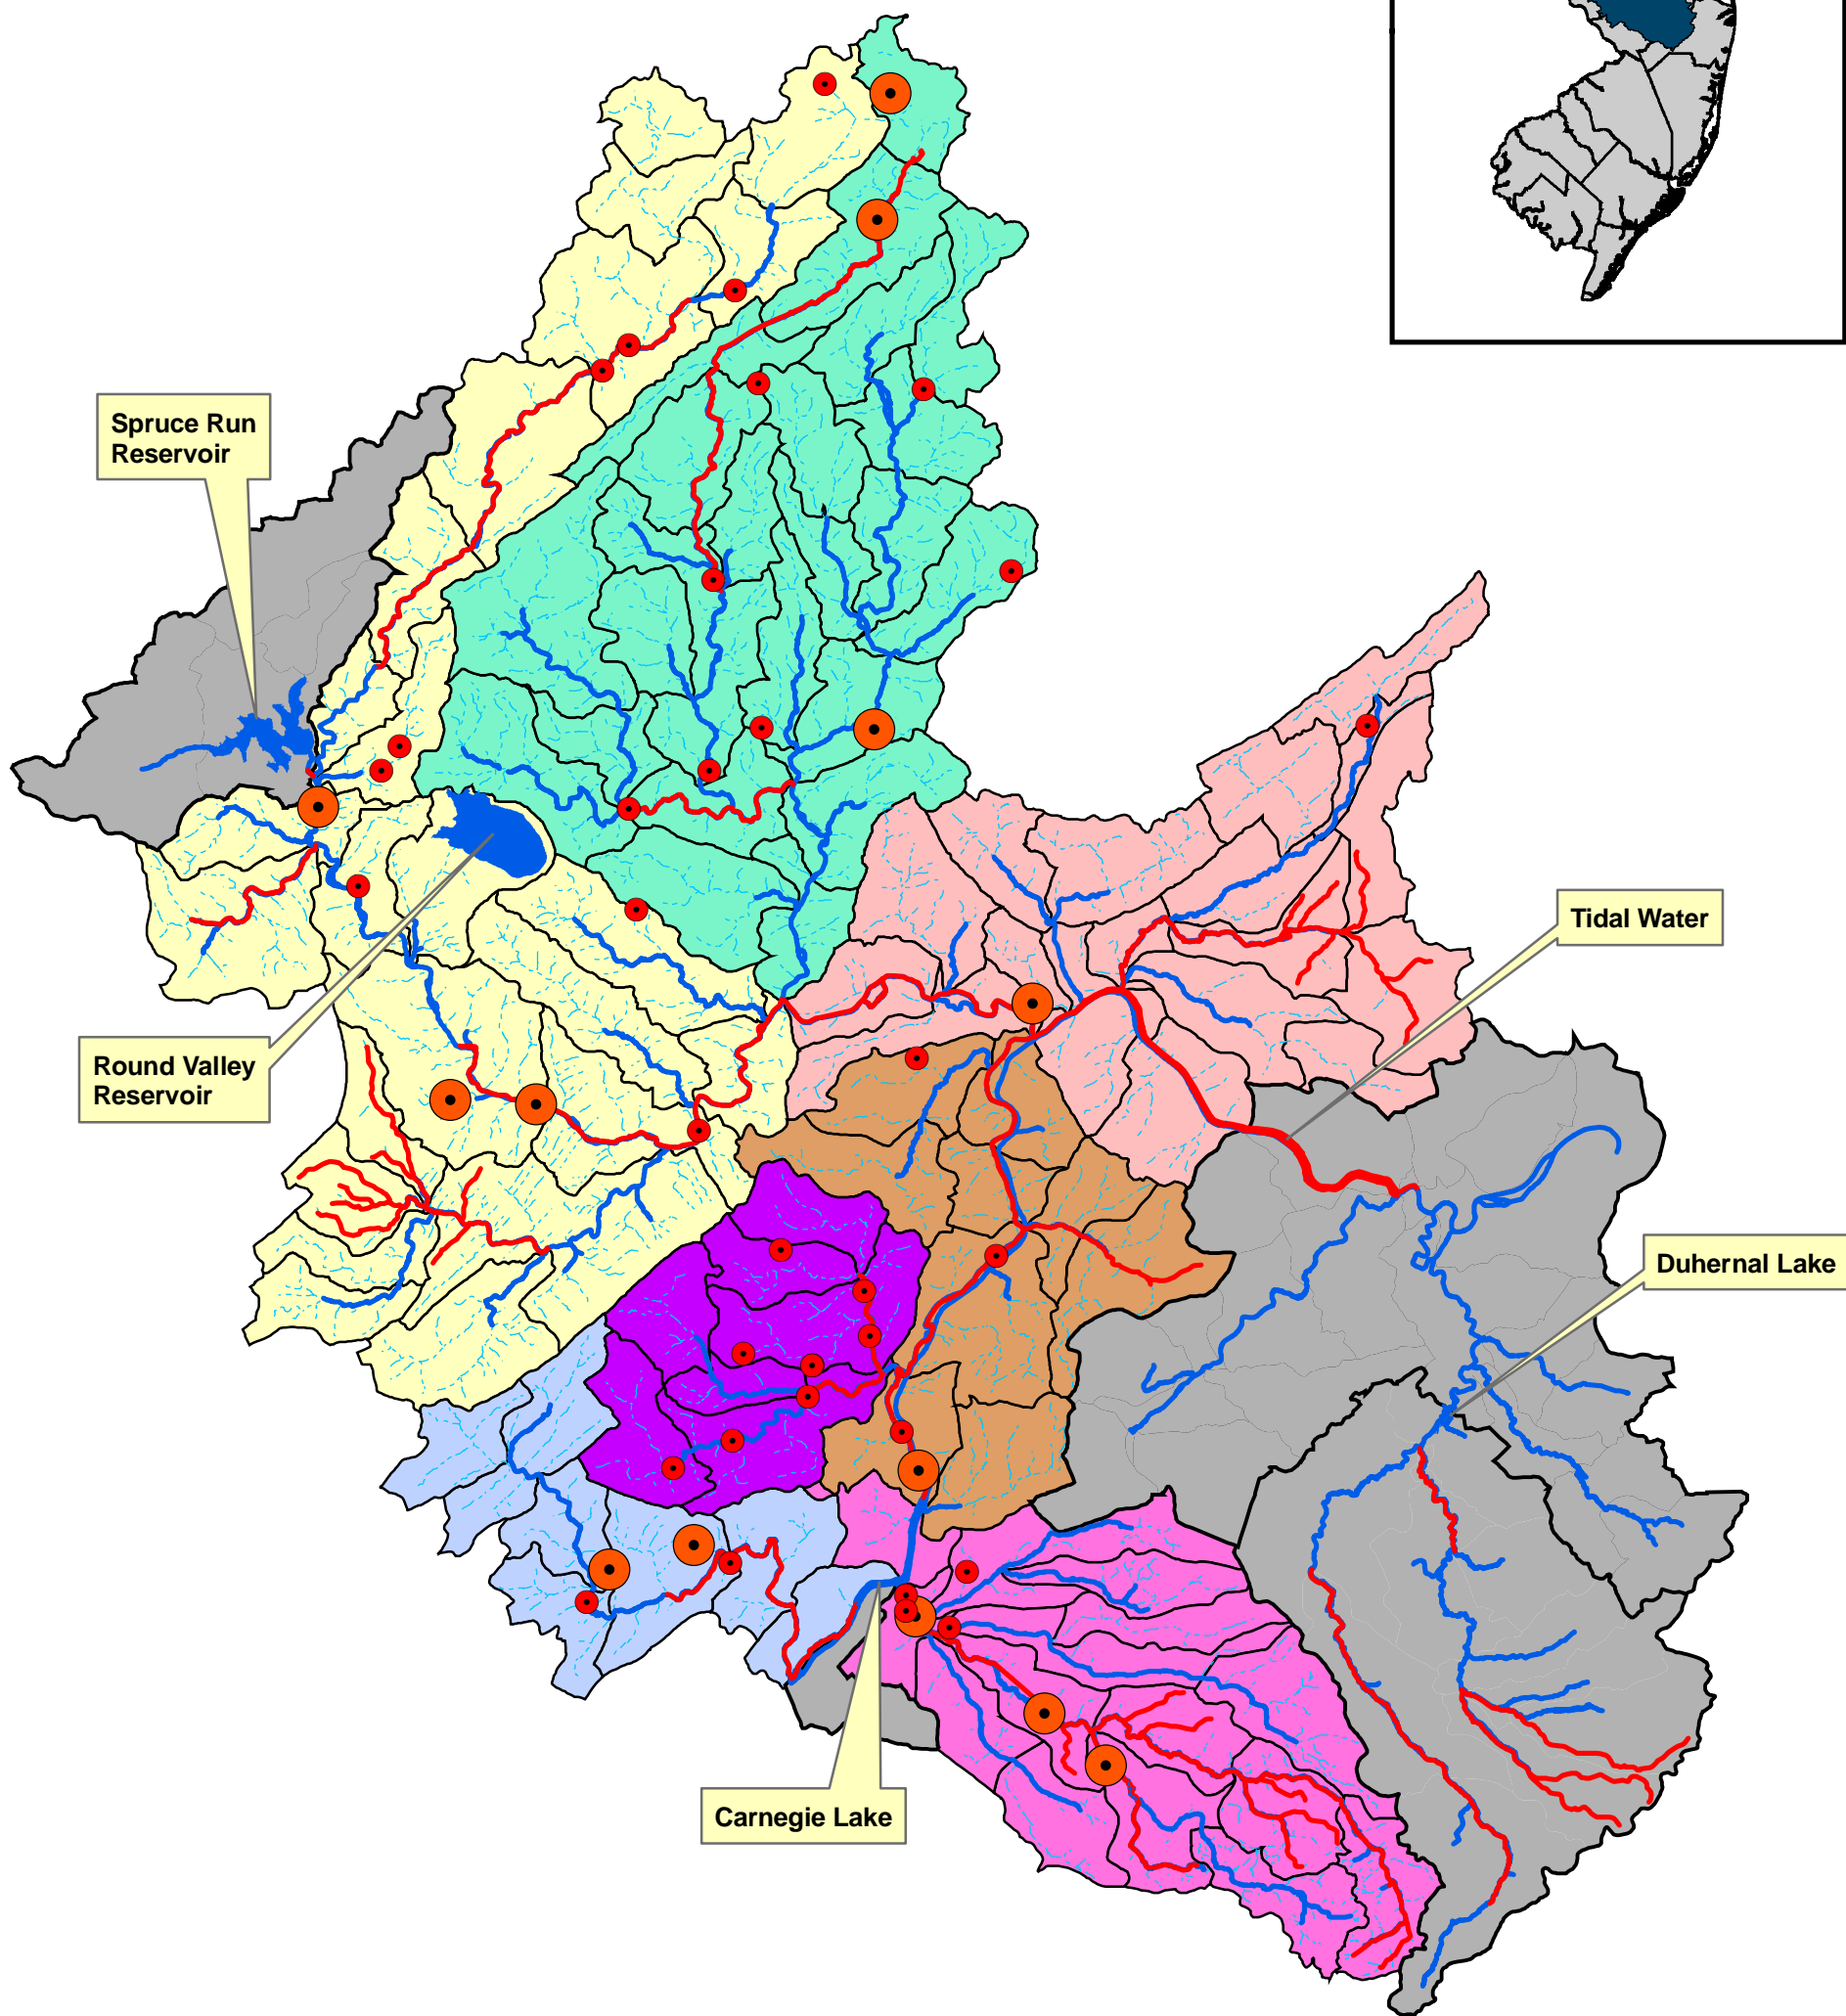 Spruce Run
Reservoir
Tidal Water
Round Valley
Reservoir
Duhernal Lake
Carnegie Lake